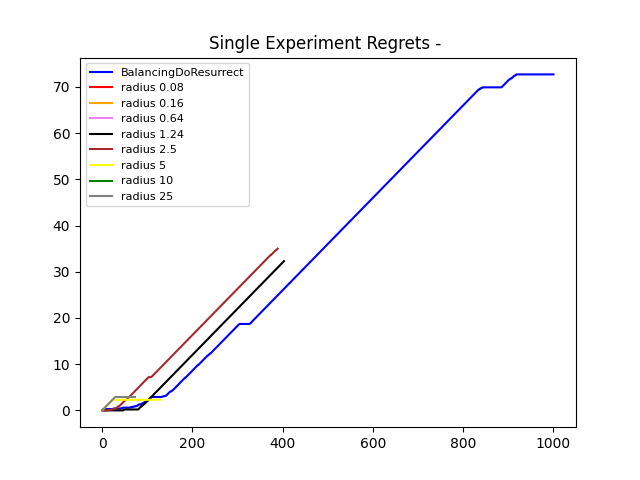 Single Experiment Regrets -
BalancingDoResurrect
radius 0.08
radius 0.16
radius 0.64
radius 1.24
radius 2.5
radius 5
radius 10
radius 25
70
60
50
40
30
20
10
0
0 200 400 600 800 1000